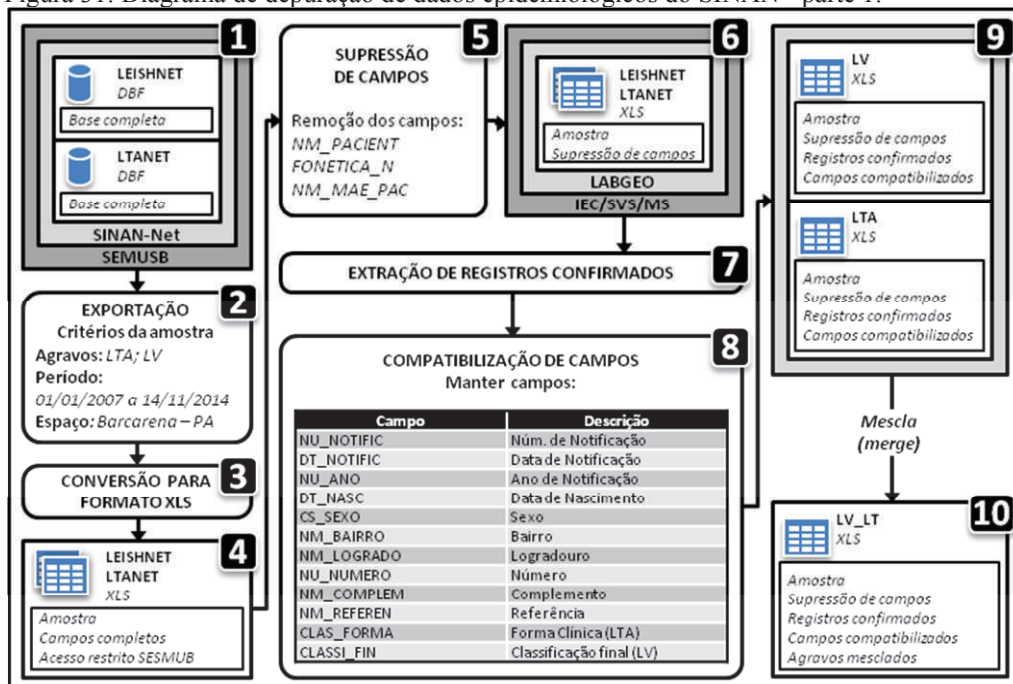 Figura 31: Diagrama de depuração de dados epidemiológicos do SINAN - parte 1.
1
LEISHNET
DBF
Base completa
LTANET
DBF
Base completa
SINAN-Net
SEMUSB
2
EXPORTAÇÃO
Critérios da amostra
Agravos: LTA; LV
Período:
01/01/2007 a 14/11/2014
Espaço: Barcarena – PA
3
CONVERSÃO PARA
FORMATO XLS
4
LEISHNET
LTANET
XLS
Amostra
Campos completos
Acesso restrito SESMUB
5
SUPRESSÃO
DE CAMPOS
Remoção dos campos:
NM_PACIENT
FONETICA_N
NM_MAE_PAC
6
LEISHNET
LTANET
XLS
Amostra
Supressão de campos
LABGEO
IEC/SVS/MS
7
EXTRAÇÃO DE REGISTROS CONFIRMADOS
8
COMPATIBILIZAÇÃO DE CAMPOS
Manter campos:
Campo Descrição
NU_NOTIFIC Núm. de Notificação
DT_NOTIFIC Data de Notificação
NU_ANO Ano de Notificação
DT_NASC Data de Nascimento
CS_SEXO Sexo
NM_BAIRRO Bairro
NM_LOGRADO Logradouro
NU_NUMERO Número
NM_COMPLEM Complemento
NM_REFEREN Referência
CLAS_FORMA Forma Clínica (LTA)
CLASSI_FIN Classificação final (LV)
9
LV
XLS
Amostra
Supressão de campos
Registros confirmados
Campos compatibilizados
LTA
XLS
Amostra
Supressão de campos
Registros confirmados
Campos compatibilizados
Mescla
(merge)
10
LV_LT
XLS
Amostra
Supressão de campos
Registros confirmados
Campos compatibilizados
Agravos mesclados